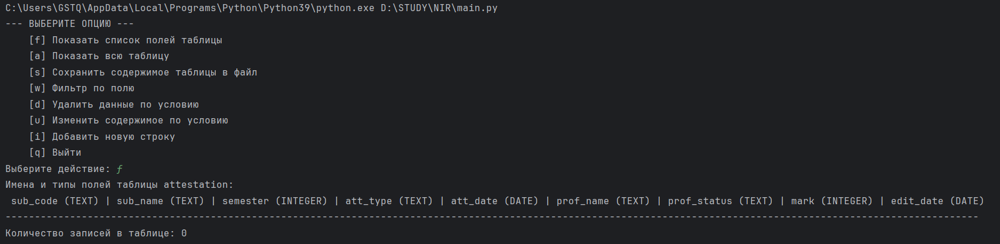 C:\Users\GSTQ\AppData\Local\Programs\Python\Python39\python.exe D:\STUDY\NIR\main.py
--- ВЫБЕРИТЕ ОПЦИЮ ---
    [f] Показать список полей таблицы
    [a] Показать всю таблицу
    [s] Сохранить содержимое таблицы в файл
    [w] Фильтр по полю
    [d] Удалить данные по условию
    [u] Изменить содержимое по условию
    [i] Добавить новую строку
    [q] Выйти
Выберите действие: f
Имена и типы полей таблицы attestation:
 sub_code (TEXT) | sub_name (TEXT) | semester (INTEGER) | att_type (TEXT) | att_date (DATE) | prof_name (TEXT) | prof_status (TEXT) | mark (INTEGER) | edit_date (DATE)
----------------------------------------------------------------------------------------------------------------------------------------------------------------------
Количество записей в таблице: 0